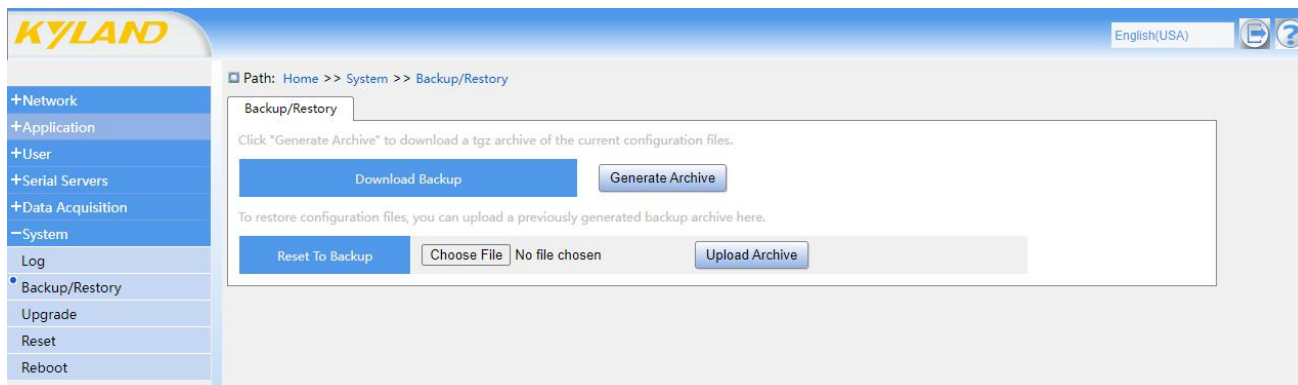 KYLAND
English(USA)
Path: Home >> System >> Backup/Restory
+Network
+Application
+User
+Serial Servers
+Data Acquisition
−System
Log
Backup/Restory
Upgrade
Reset
Reboot
Backup/Restory
Click "Generate Archive" to download a tgz archive of the current configuration files.
Download Backup Generate Archive
To restore configuration files, you can upload a previously generated backup archive here.
Reset To Backup Choose File No file chosen Upload Archive